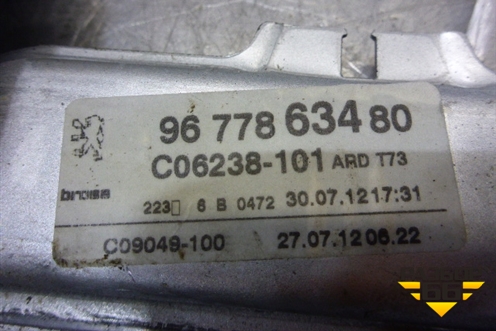 96 778 634 80
C06238-101 ARD T73
brose
223▯ 6 B 0472 30.07.12 17:31
C09049-100 27.07.12 06.22